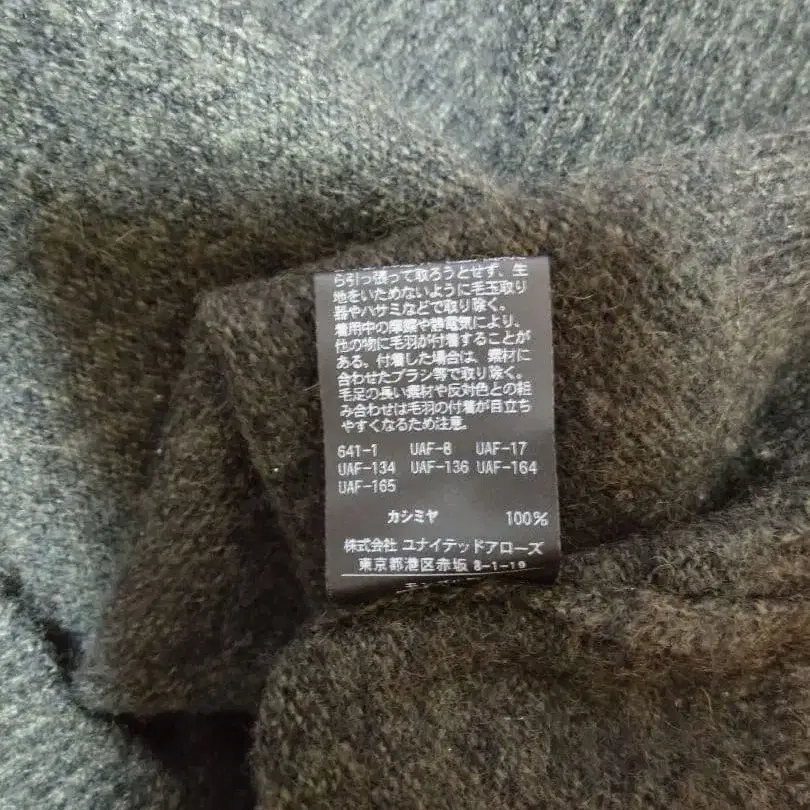 ら引っ張って取ろうとせず、生
地をいためないように毛玉取り
器やハサミなどで取り除く。
着用中の摩擦や静電気により、
他の物に毛羽が付着することが
ある。付着した場合は、素材に
合わせたブラシ等で取り除く。
毛足の長い素材や反対色との組
み合わせは毛羽の付着が目立ち
やすくなるため注意。
641-1 UAF-8 UAF-17
UAF-134 UAF-136 UAF-164
UAF-165
カシミヤ 100%
株式会社 ユナイテッドアローズ
東京都港区赤坂 8-1-19